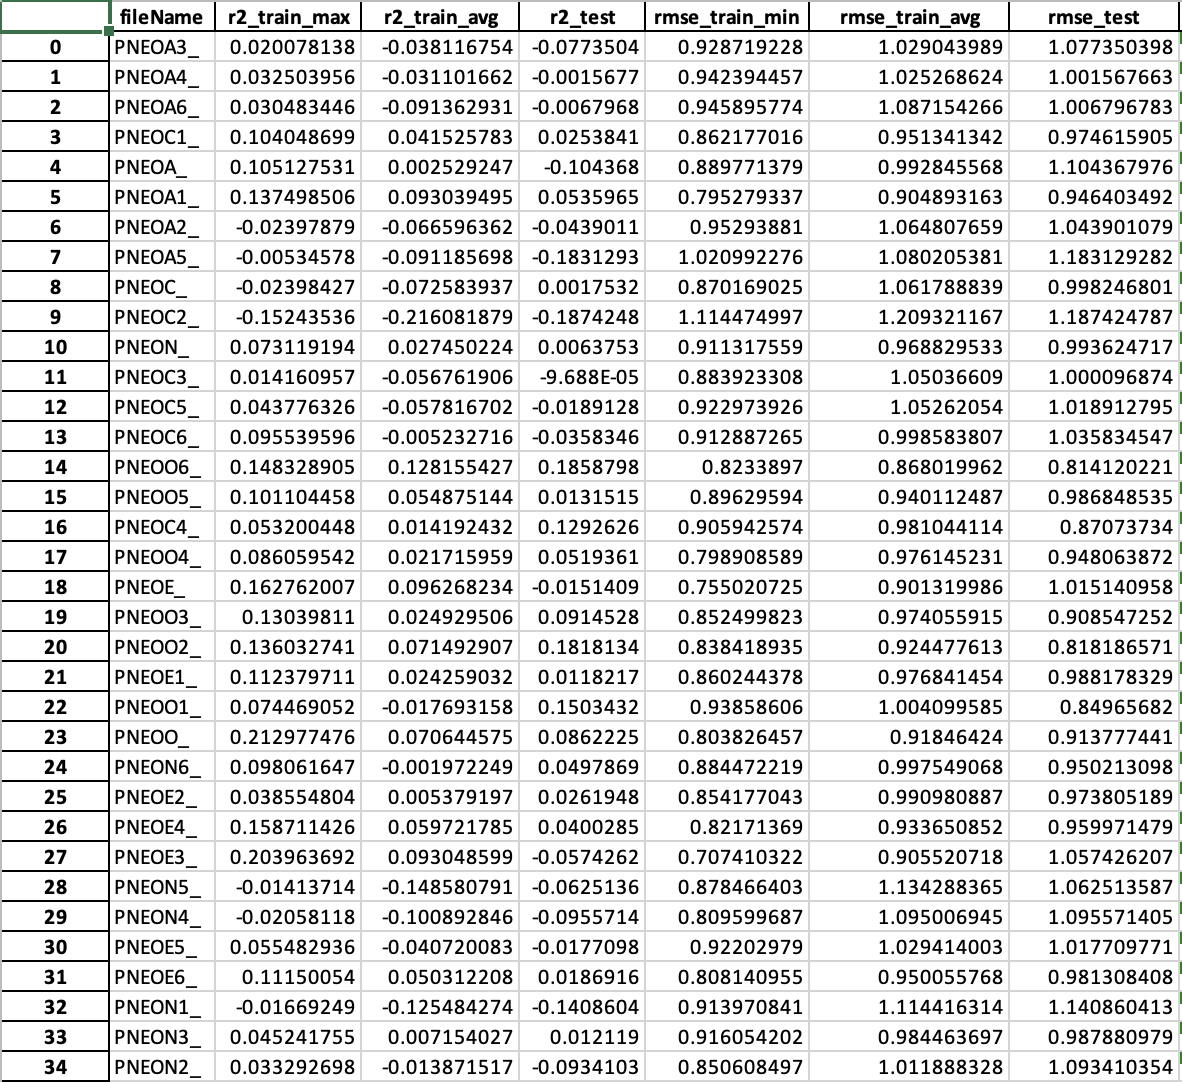 fileName r2_train_max r2_train_avg r2_test rmse_train_min rmse_train_avg rmse_test
0 PNEOA3_ 0.020078138 -0.038116754 -0.0773504 0.928719228 1.029043989 1.077350398
1 PNEOA4_ 0.032503956 -0.031101662 -0.0015677 0.942394457 1.025268624 1.001567663
2 PNEOA6_ 0.030483446 -0.091362931 -0.0067968 0.945895774 1.087154266 1.006796783
3 PNEOC1_ 0.104048699 0.041525783 0.0253841 0.862177016 0.951341342 0.974615905
4 PNEOA_ 0.105127531 0.002529247 -0.104368 0.889771379 0.992845568 1.104367976
5 PNEOA1_ 0.137498506 0.093039495 0.0535965 0.795279337 0.904893163 0.946403492
6 PNEOA2_ -0.02397879 -0.066596362 -0.0439011 0.95293881 1.064807659 1.043901079
7 PNEOA5_ -0.00534578 -0.091185698 -0.1831293 1.020992276 1.080205381 1.183129282
8 PNEOC_ -0.02398427 -0.072583937 0.0017532 0.870169025 1.061788839 0.998246801
9 PNEOC2_ -0.15243536 -0.216081879 -0.1874248 1.114474997 1.209321167 1.187424787
10 PNEON_ 0.073119194 0.027450224 0.0063753 0.911317559 0.968829533 0.993624717
11 PNEOC3_ 0.014160957 -0.056761906 -9.688E-05 0.883923308 1.05036609 1.000096874
12 PNEOC5_ 0.043776326 -0.057816702 -0.0189128 0.922973926 1.05262054 1.018912795
13 PNEOC6_ 0.095539596 -0.005232716 -0.0358346 0.912887265 0.998583807 1.035834547
14 PNEOO6_ 0.148328905 0.128155427 0.1858798 0.8233897 0.868019962 0.814120221
15 PNEOO5_ 0.101104458 0.054875144 0.0131515 0.89629594 0.940112487 0.986848535
16 PNEOC4_ 0.053200448 0.014192432 0.1292626 0.905942574 0.981044114 0.87073734
17 PNEOO4_ 0.086059542 0.021715959 0.0519361 0.798908589 0.976145231 0.948063872
18 PNEOE_ 0.162762007 0.096268234 -0.0151409 0.755020725 0.901319986 1.015140958
19 PNEOO3_ 0.13039811 0.024929506 0.0914528 0.852499823 0.974055915 0.908547252
20 PNEOO2_ 0.136032741 0.071492907 0.1818134 0.838418935 0.924477613 0.818186571
21 PNEOE1_ 0.112379711 0.024259032 0.0118217 0.860244378 0.976841454 0.988178329
22 PNEOO1_ 0.074469052 -0.017693158 0.1503432 0.93858606 1.004099585 0.84965682
23 PNEOO_ 0.212977476 0.070644575 0.0862225 0.803826457 0.91846424 0.913777441
24 PNEON6_ 0.098061647 -0.001972249 0.0497869 0.884472219 0.997549068 0.950213098
25 PNEOE2_ 0.038554804 0.005379197 0.0261948 0.854177043 0.990980887 0.973805189
26 PNEOE4_ 0.158711426 0.059721785 0.0400285 0.82171369 0.933650852 0.959971479
27 PNEOE3_ 0.203963692 0.093048599 -0.0574262 0.707410322 0.905520718 1.057426207
28 PNEON5_ -0.01413714 -0.148580791 -0.0625136 0.878466403 1.134288365 1.062513587
29 PNEON4_ -0.02058118 -0.100892846 -0.0955714 0.809599687 1.095006945 1.095571405
30 PNEOE5_ 0.055482936 -0.040720083 -0.0177098 0.92202979 1.029414003 1.017709771
31 PNEOE6_ 0.11150054 0.050312208 0.0186916 0.808140955 0.950055768 0.981308408
32 PNEON1_ -0.01669249 -0.125484274 -0.1408604 0.913970841 1.114416314 1.140860413
33 PNEON3_ 0.045241755 0.007154027 0.012119 0.916054202 0.984463697 0.987880979
34 PNEON2_ 0.033292698 -0.013871517 -0.0934103 0.850608497 1.011888328 1.093410354